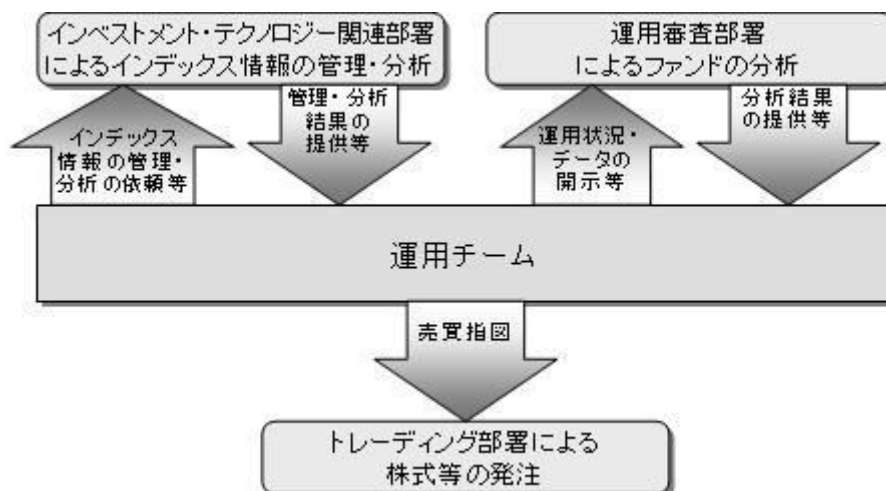 インベストメント・テクノロジー関連部署
によるインデックス情報の管理・分析
運用審査部署
によるファンドの分析
インデックス
情報の管理・
分析の依頼等
管理・分析
結果の
提供等
運用状況・
データの
開示等
分析結果
の提供等
運用チーム
売買指図
トレーディング部署による
株式等の発注